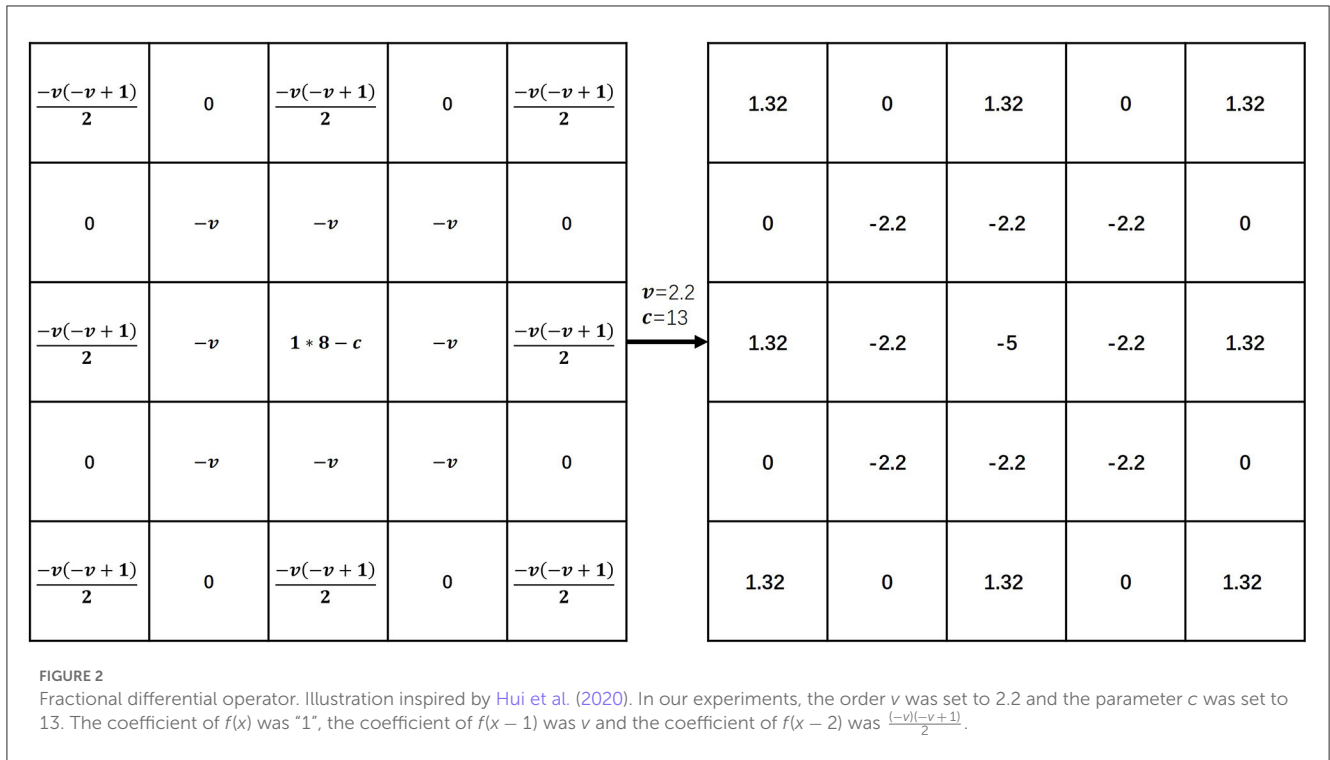 -v(-v+1)/2 0 -v(-v+1)/2 0 -v(-v+1)/2
0 -v -v -v 0
-v(-v+1)/2 -v 1 * 8 - c -v -v(-v+1)/2
0 -v -v -v 0
-v(-v+1)/2 0 -v(-v+1)/2 0 -v(-v+1)/2
v=2.2
c=13
1.32 0 1.32 0 1.32
0 -2.2 -2.2 -2.2 0
1.32 -2.2 -5 -2.2 1.32
0 -2.2 -2.2 -2.2 0
1.32 0 1.32 0 1.32
FIGURE 2
Fractional differential operator. Illustration inspired by Hui et al. (2020). In our experiments, the order v was set to 2.2 and the parameter c was set to
13. The coefficient of f(x) was “1”, the coefficient of f(x − 1) was v and the coefficient of f(x − 2) was (-v)(-v+1)/2.